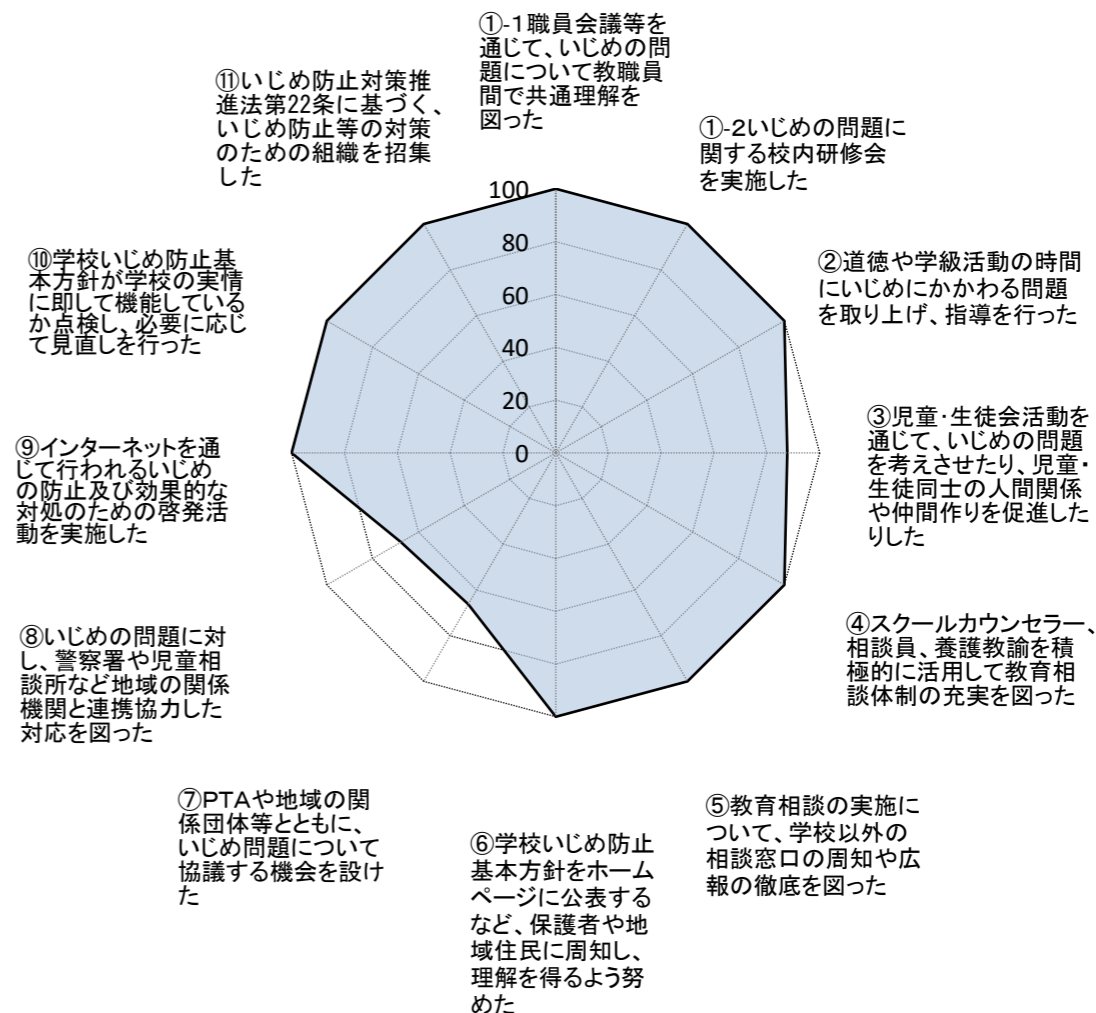 ①-1職員会議等を
通じて、いじめの問
題について教職員
間で共通理解を
図った
①-2いじめの問題に
関する校内研修会
を実施した
②道徳や学級活動の時間
にいじめにかかわる問題
を取り上げ、指導を行った
③児童・生徒会活動を
通じて、いじめの問題
を考えさせたり、児童・
生徒同士の人間関係
や仲間作りを促進した
りした
④スクールカウンセラー、
相談員、養護教諭を積
極的に活用して教育相
談体制の充実を図った
⑤教育相談の実施に
ついて、学校以外の
相談窓口の周知や広
報の徹底を図った
⑥学校いじめ防止
基本方針をホーム
ページに公表する
など、保護者や地
域住民に周知し、
理解を得るよう努
めた
⑦PTAや地域の関
係団体等とともに、
いじめ問題について
協議する機会を設け
た
⑧いじめの問題に対
し、警察署や児童相
談所など地域の関係
機関と連携協力した
対応を図った
⑨インターネットを通
じて行われるいじめ
の防止及び効果的な
対処のための啓発活
動を実施した
⑩学校いじめ防止基
本方針が学校の実情
に即して機能している
か点検し、必要に応じ
て見直しを行った
⑪いじめ防止対策推
進法第22条に基づく、
いじめ防止等の対策
のための組織を招集
した
100
80
60
40
20
0